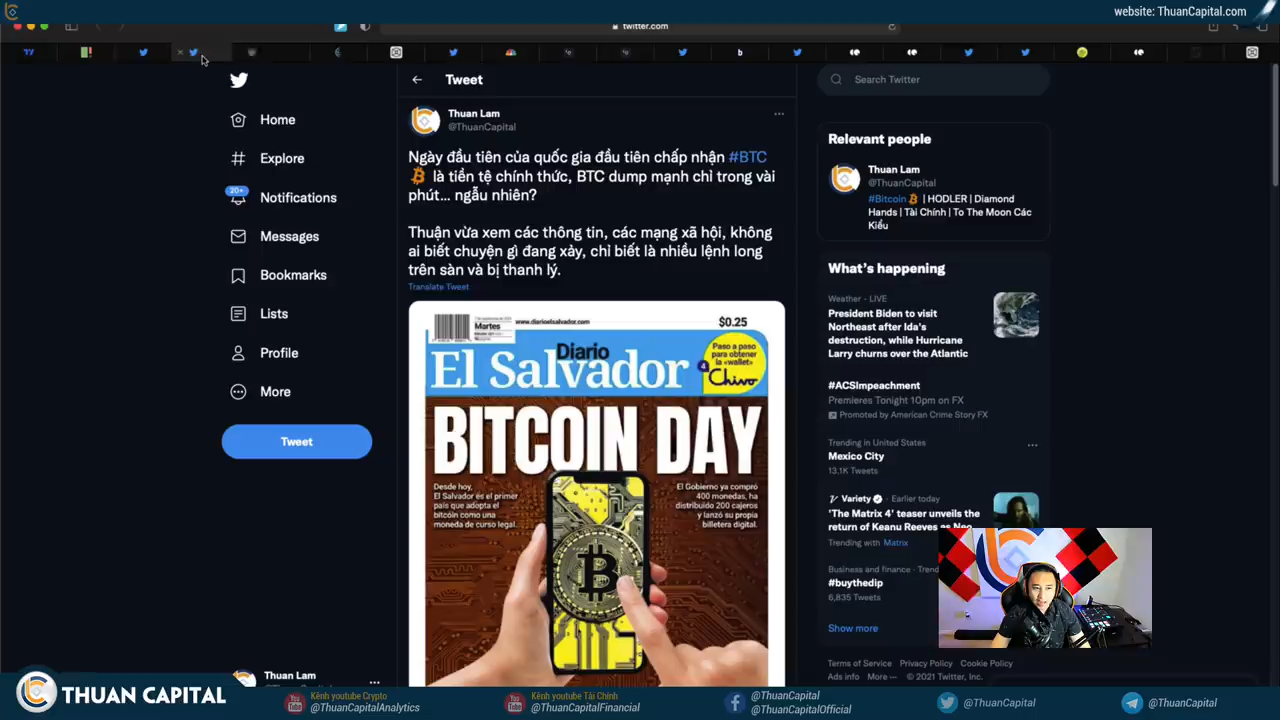 website: ThuanCapital.com
twitter.com
Tweet
Search Twitter
Home
Explore
20+
Notifications
Messages
Bookmarks
Lists
Profile
More
Tweet
Thuan Lam
Thuan Lam
@ThuanCapital
Ngày đầu tiên của quốc gia đầu tiên chấp nhận #BTC
là tiền tệ chính thức, BTC dump mạnh chỉ trong vài
phút... ngẫu nhiên?
Thuận vừa xem các thông tin, các mạng xã hội, không
ai biết chuyện gì đang xảy, chỉ biết là nhiều lệnh long
trên sàn và bị thanh lý.
Translate Tweet
Martes
www.diarioelsalvador.com
$0.25
Diario
El Salvador
Paso a paso
para obtener
la «wallet»
Chivo
BITCOIN DAY
Desde hoy,
El Salvador es el primer
país que adopta el
bitcoin como una
moneda de curso legal.
El Gobierno ya compró
400 monedas, ha
distribuido 200 cajeros
y lanzó su propia
billetera digital.
Relevant people
Thuan Lam
@ThuanCapital
#Bitcoin | HODLER | Diamond
Hands | Tài Chính | To The Moon Các
Kiểu
What's happening
Weather · LIVE
President Biden to visit
Northeast after Ida's
destruction, while Hurricane
Larry churns over the Atlantic
#ACSImpeachment
Premieres Tonight 10pm on FX
Promoted by American Crime Story FX
Trending in United States
Mexico City
13.1K Tweets
Variety · Earlier today
'The Matrix 4' teaser unveils the
return of Keanu Reeves as Neo
Trending with Matrix
Business and finance · Trend
#buythedip
6,835 Tweets
Show more
Terms of Service Privacy Policy Cookie Policy
Ads info More © 2021 Twitter, Inc.
THUAN CAPITAL
Kênh youtube Crypto
@ThuanCapitalAnalytics
Kênh youtube Tài Chính
@ThuanCapitalFinancial
@ThuanCapital
@ThuanCapitalOfficial
@ThuanCapital
@ThuanCapital